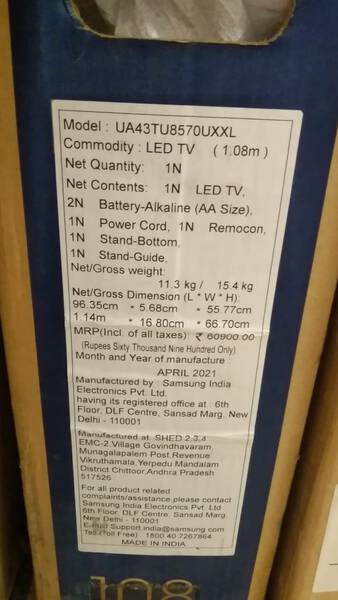 Model : UA43TU8570UXXL
Commodity : LED TV ( 1.08m )
Net Quantity: 1N
Net Contents: 1N LED TV,
2N Battery-Alkaline (AA Size),
1N Power Cord, 1N Remocon,
1N Stand-Bottom,
1N Stand-Guide,
Net/Gross weight:
11.3 kg / 15.4 kg
Net/Gross Dimension (L * W * H):
96.35cm * 5.68cm * 55.77cm
1.14m * 16.80cm * 66.70cm
MRP(Incl. of all taxes) ₹ 60900.00
(Rupees Sixty Thousand Nine Hundred Only)
Month and Year of manufacture :
APRIL 2021
Manufactured by : Samsung India
Electronics Pvt. Ltd
having its registered office at 6th
Floor, DLF Centre, Sansad Marg, New
Delhi - 110001
Manufactured at SHED 2,3,4
EMC-2,Village Govindhavaram,
Munagalapalem Post,Revenue
Vikruthamala,Yerpedu Mandalam
District Chittoor,Andhra Pradesh
517526
For all product related
complaints/assistance,please contact
Samsung India Electronics Pvt. Ltd
6th Floor, DLF Centre, Sansad Marg,
New Delhi - 110001
E-mail Support.india@samsung.com
Tell (Toll Free) : 1800 40 7267864
MADE IN INDIA
108